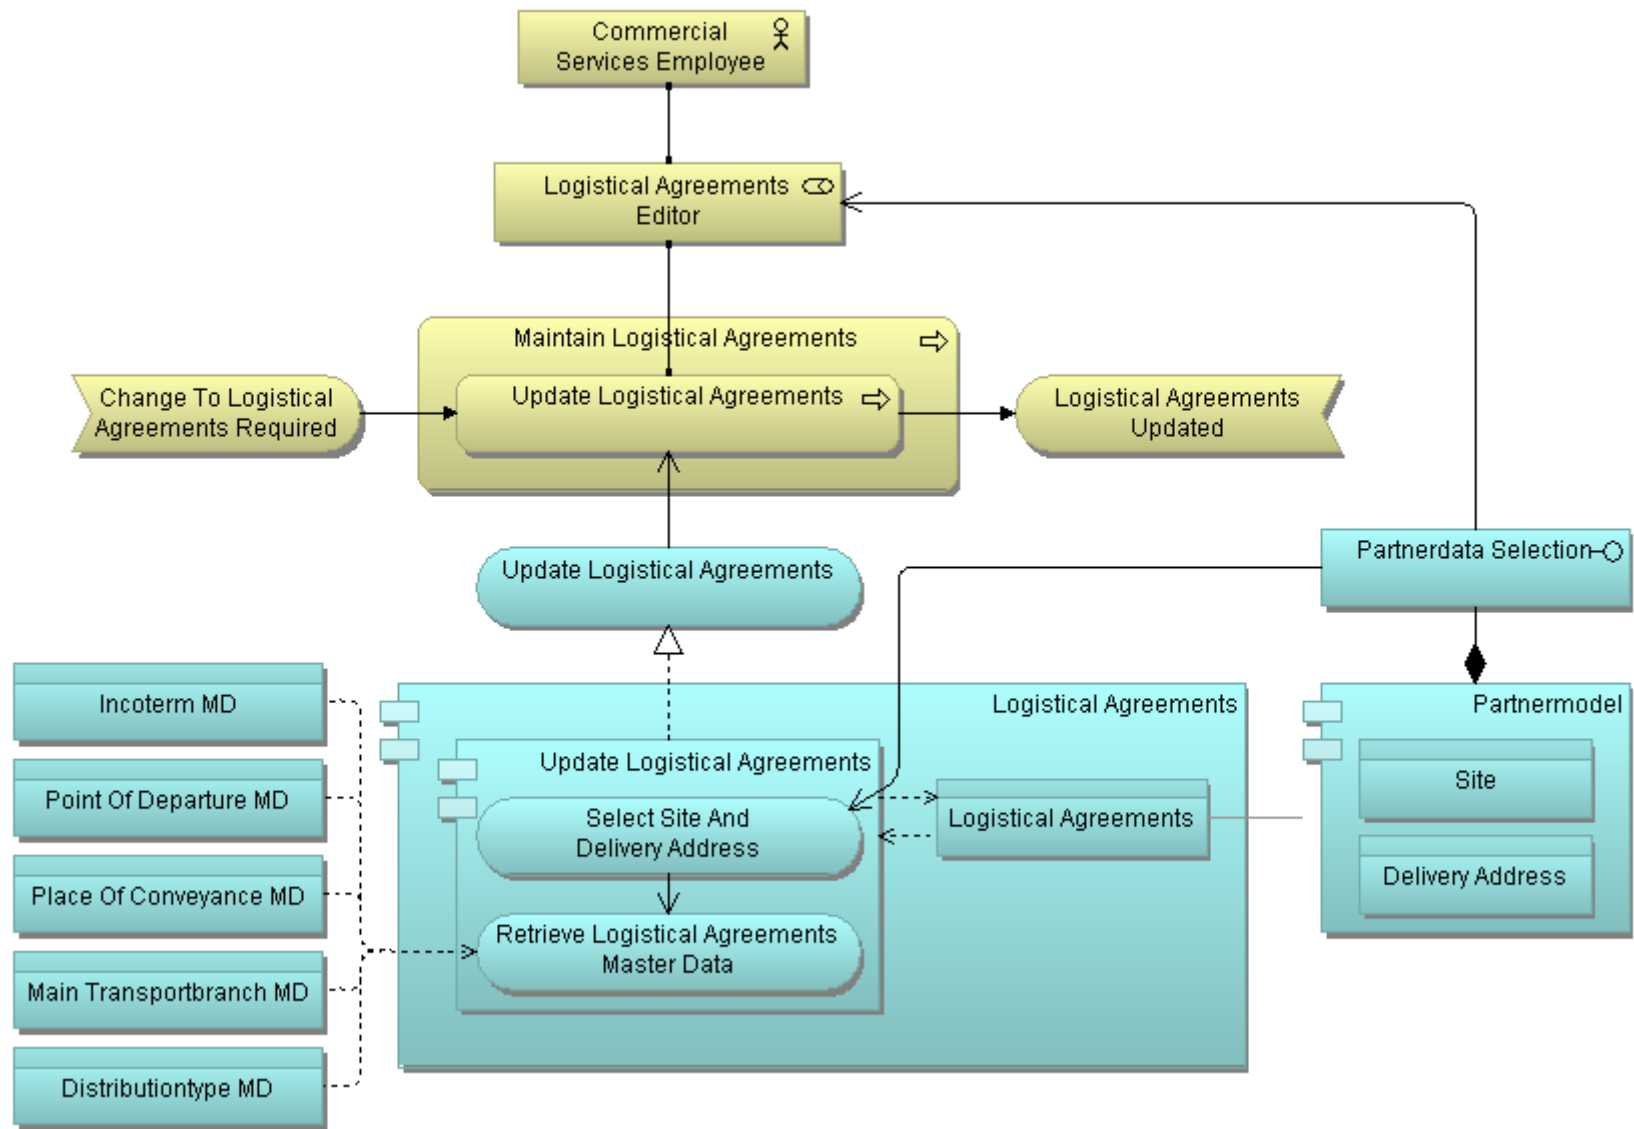 Commercial
Services Employee
Logistical Agreements
Editor
Maintain Logistical Agreements
Update Logistical Agreements
Change To Logistical
Agreements Required
Logistical Agreements
Updated
Partnerdata Selection
Update Logistical Agreements
Incoterm MD
Point Of Departure MD
Place Of Conveyance MD
Main Transportbranch MD
Distributiontype MD
Logistical Agreements
Update Logistical Agreements
Select Site And
Delivery Address
Retrieve Logistical Agreements
Master Data
Logistical Agreements
Partnermodel
Site
Delivery Address